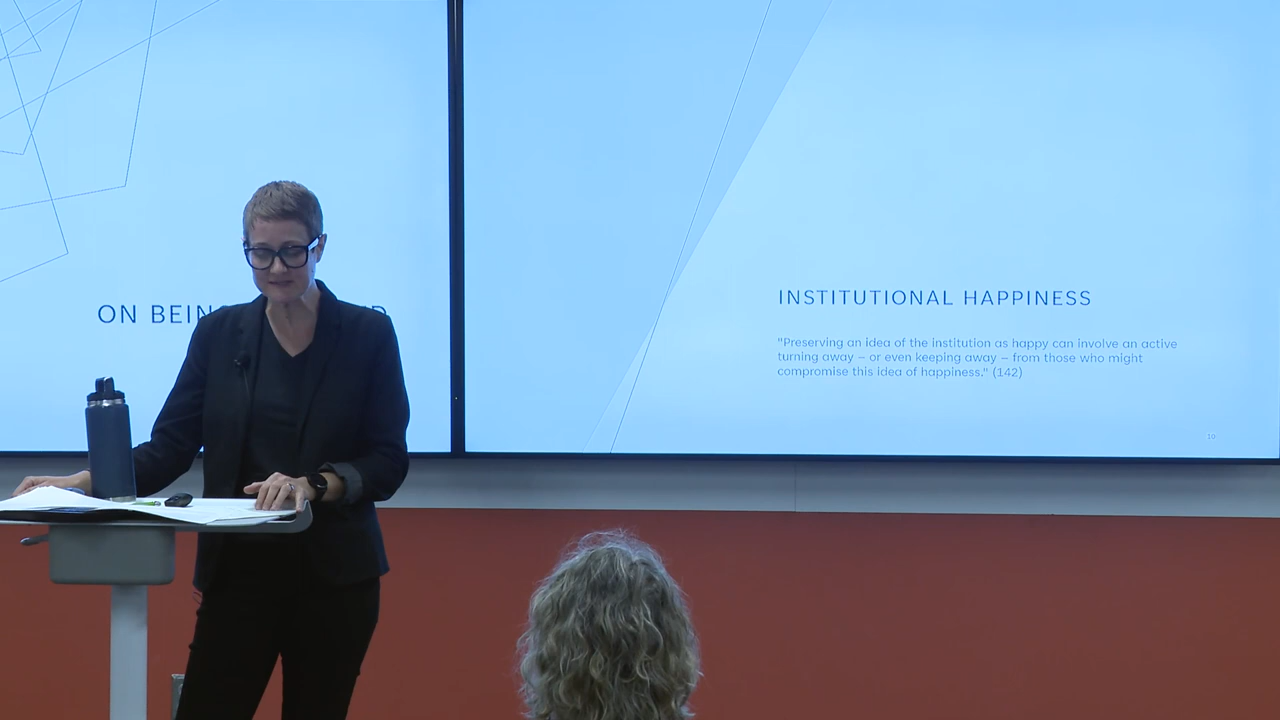 ON BEIN
INSTITUTIONAL HAPPINESS
"Preserving an idea of the institution as happy can involve an active
turning away – or even keeping away – from those who might
compromise this idea of happiness." (142)
10